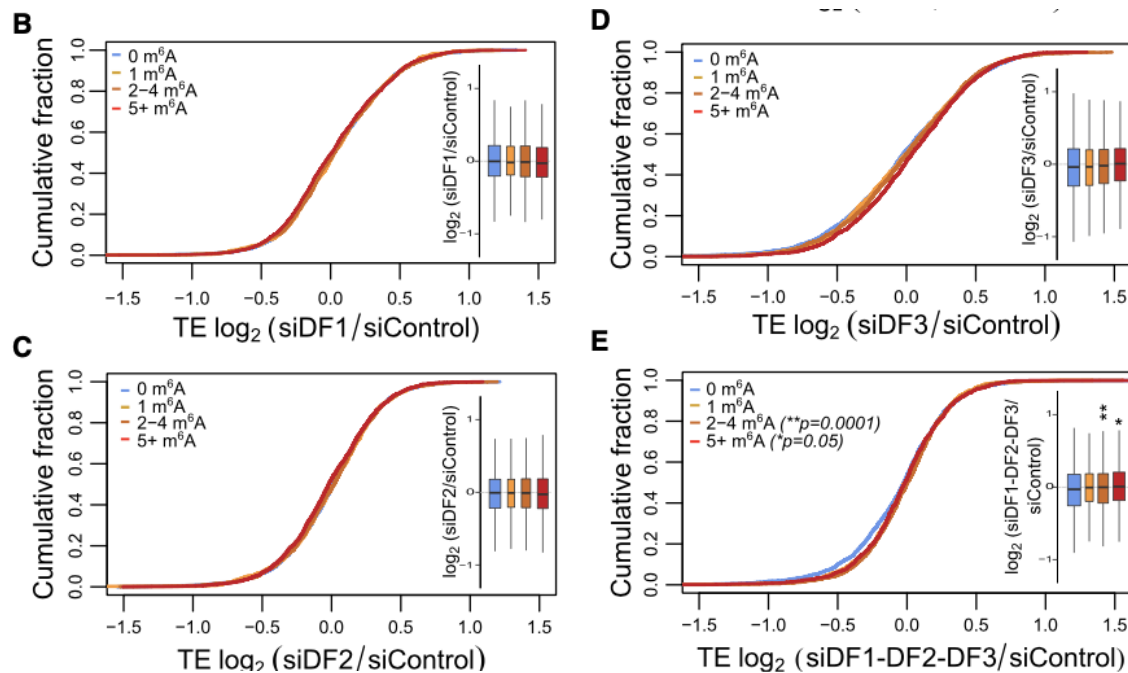 B
Cumulative fraction
1.0
0.8
0.6
0.4
0.2
0.0
0 m⁶A
1 m⁶A
2−4 m⁶A
5+ m⁶A
log₂ (siDF1/siControl)
1
0
−1
−1.5 −1.0 −0.5 0.0 0.5 1.0 1.5
TE log₂ (siDF1/siControl)
C
Cumulative fraction
1.0
0.8
0.6
0.4
0.2
0.0
0 m⁶A
1 m⁶A
2−4 m⁶A
5+ m⁶A
log₂ (siDF2/siControl)
1
0
−1
−1.5 −1.0 −0.5 0.0 0.5 1.0 1.5
TE log₂ (siDF2/siControl)
D
Cumulative fraction
1.0
0.8
0.6
0.4
0.2
0.0
0 m⁶A
1 m⁶A
2−4 m⁶A
5+ m⁶A
log₂ (siDF3/siControl)
1
0
−1
−1.5 −1.0 −0.5 0.0 0.5 1.0 1.5
TE log₂ (siDF3/siControl)
E
Cumulative fraction
1.0
0.8
0.6
0.4
0.2
0.0
0 m⁶A
1 m⁶A
2−4 m⁶A (**p=0.0001)
5+ m⁶A (*p=0.05)
log₂ (siDF1-DF2-DF3/
siControl)
1
0
−1
**
*
−1.5 −1.0 −0.5 0.0 0.5 1.0 1.5
TE log₂ (siDF1-DF2-DF3/siControl)